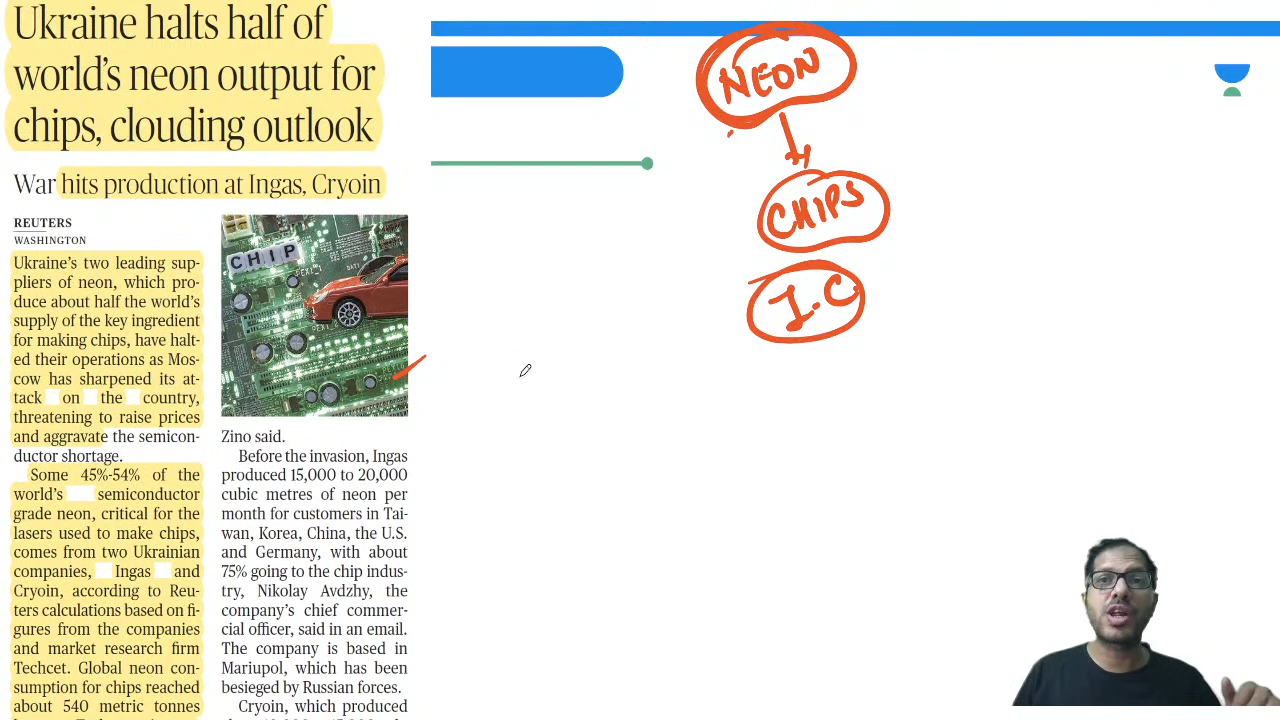 Ukraine halts half of
world's neon output for
chips, clouding outlook
War hits production at Ingas, Cryoin
REUTERS
WASHINGTON
Ukraine's two leading sup-
pliers of neon, which pro-
duce about half the world's
supply of the key ingredient
for making chips, have halt-
ed their operations as Mos-
cow has sharpened its at-
tack on the country,
threatening to raise prices
and aggravate the semicon-
ductor shortage.
Some 45%-54% of the
world's semiconductor
grade neon, critical for the
lasers used to make chips,
comes from two Ukrainian
companies, Ingas and
Cryoin, according to Reu-
ters calculations based on fi-
gures from the companies
and market research firm
Techcet. Global neon con-
sumption for chips reached
about 540 metric tonnes
CHIP
Zino said.
Before the invasion, Ingas
produced 15,000 to 20,000
cubic metres of neon per
month for customers in Tai-
wan, Korea, China, the U.S.
and Germany, with about
75% going to the chip indus-
try, Nikolay Avdzhy, the
company's chief commer-
cial officer, said in an email.
The company is based in
Mariupol, which has been
besieged by Russian forces.
Cryoin, which produced
NEON
CHIPS
I.C